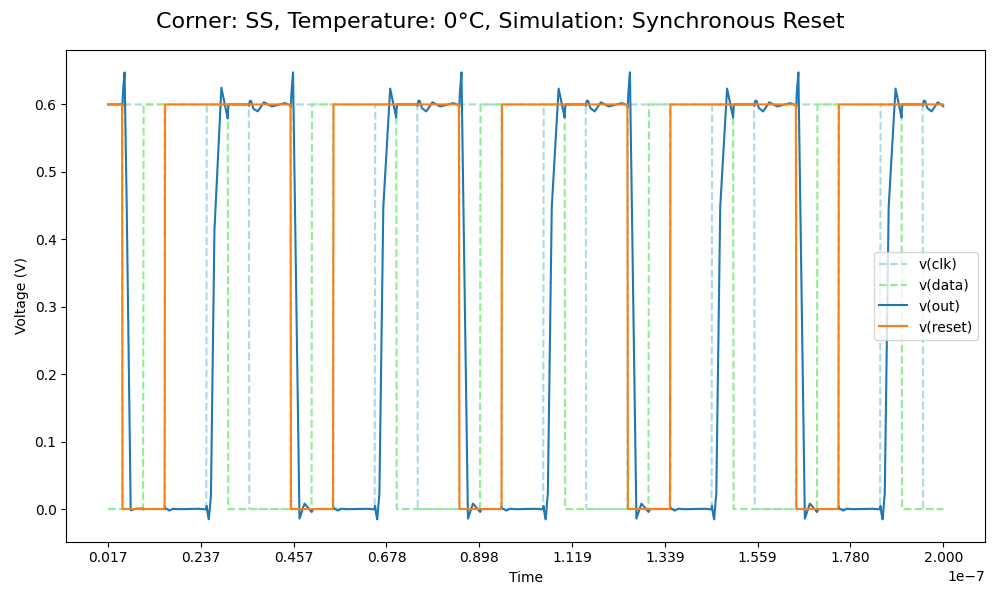 Corner: SS, Temperature: 0°C, Simulation: Synchronous Reset
Voltage (V)
0.6
0.5
0.4
0.3
0.2
0.1
0.0
v(clk)
v(data)
v(out)
v(reset)
0.017 0.237 0.457 0.678 0.898 1.119 1.339 1.559 1.780 2.000
Time
1e−7